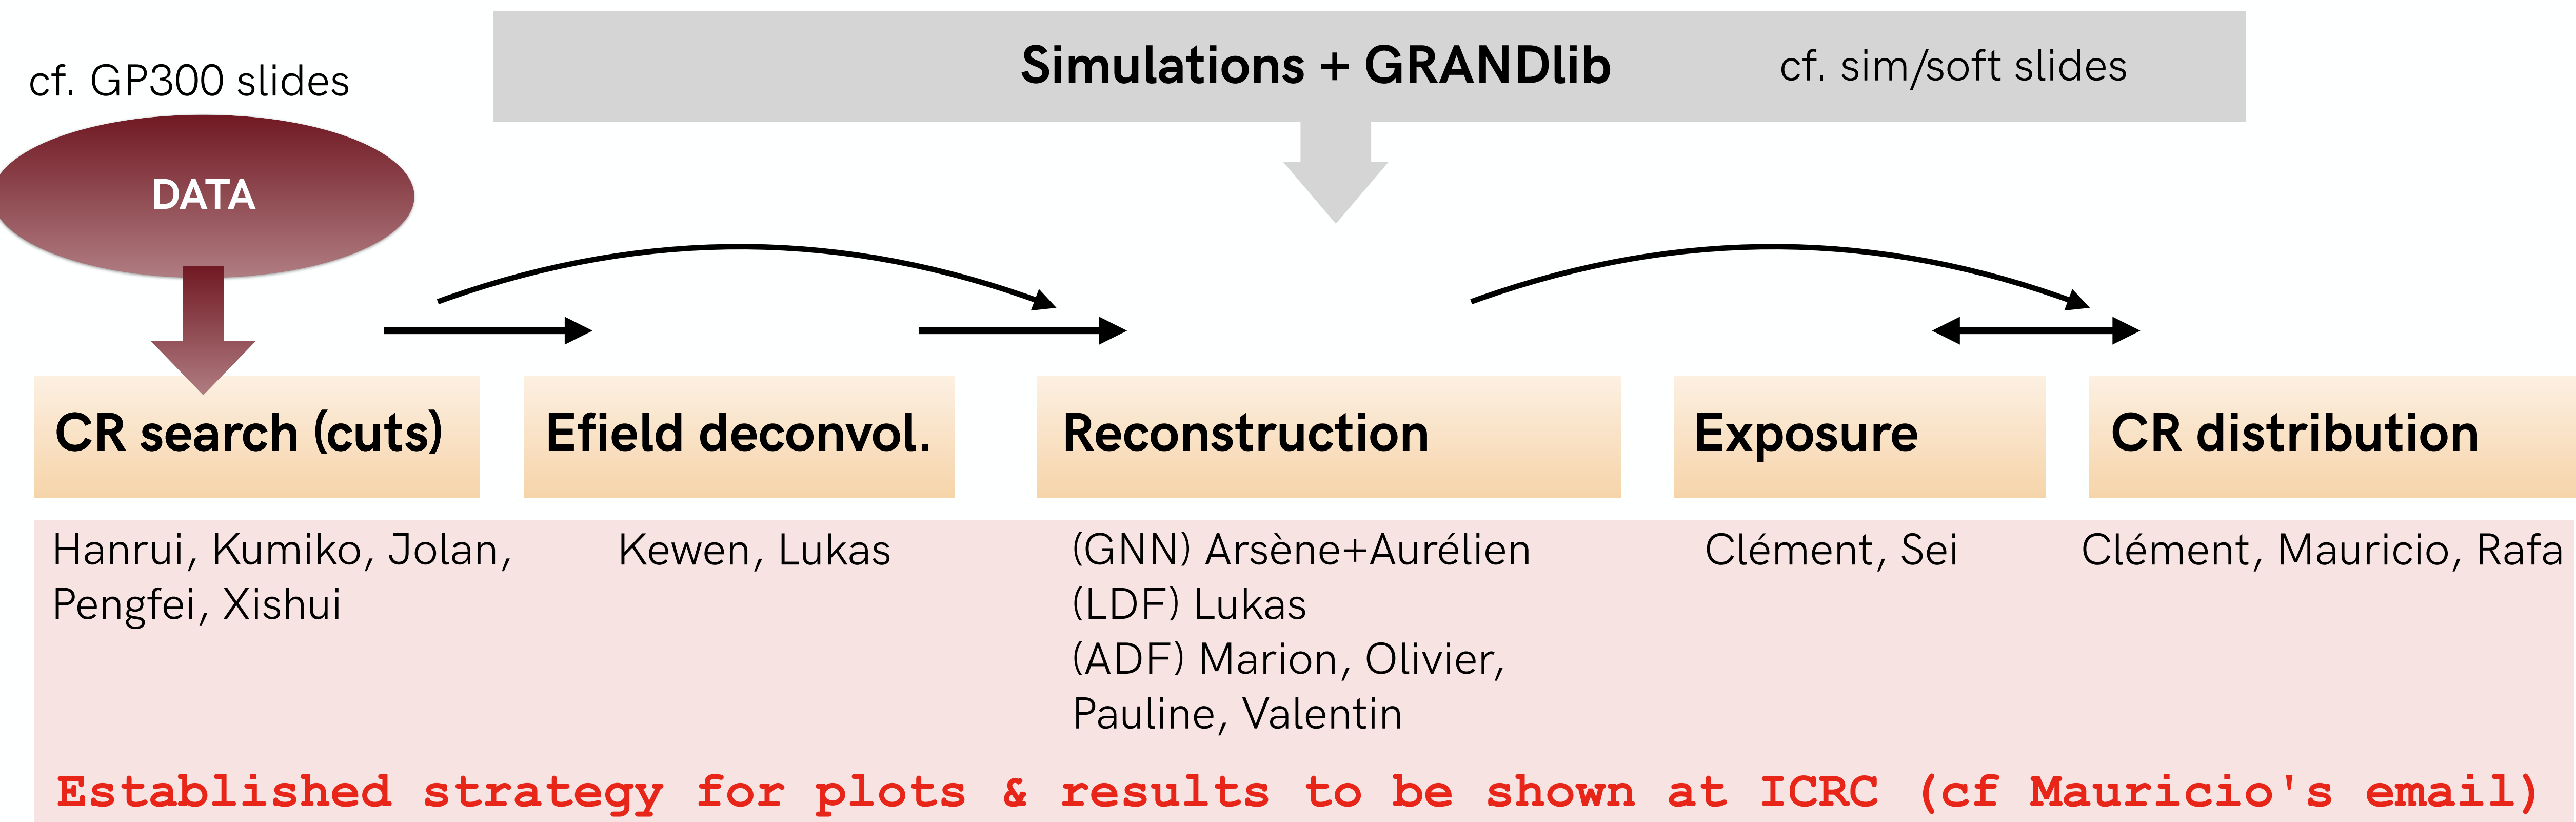 Simulations + GRANDlib
cf. sim/soft slides
cf. GP300 slides
DATA
CR search (cuts)
Efield deconvol.
Reconstruction
Exposure
CR distribution
Hanrui, Kumiko, Jolan,
Pengfei, Xishui
Kewen, Lukas
(GNN) Arsène+Aurélien
(LDF) Lukas
(ADF) Marion, Olivier,
Pauline, Valentin
Clément, Sei
Clément, Mauricio, Rafa
Established strategy for plots & results to be shown at ICRC (cf Mauricio's email)